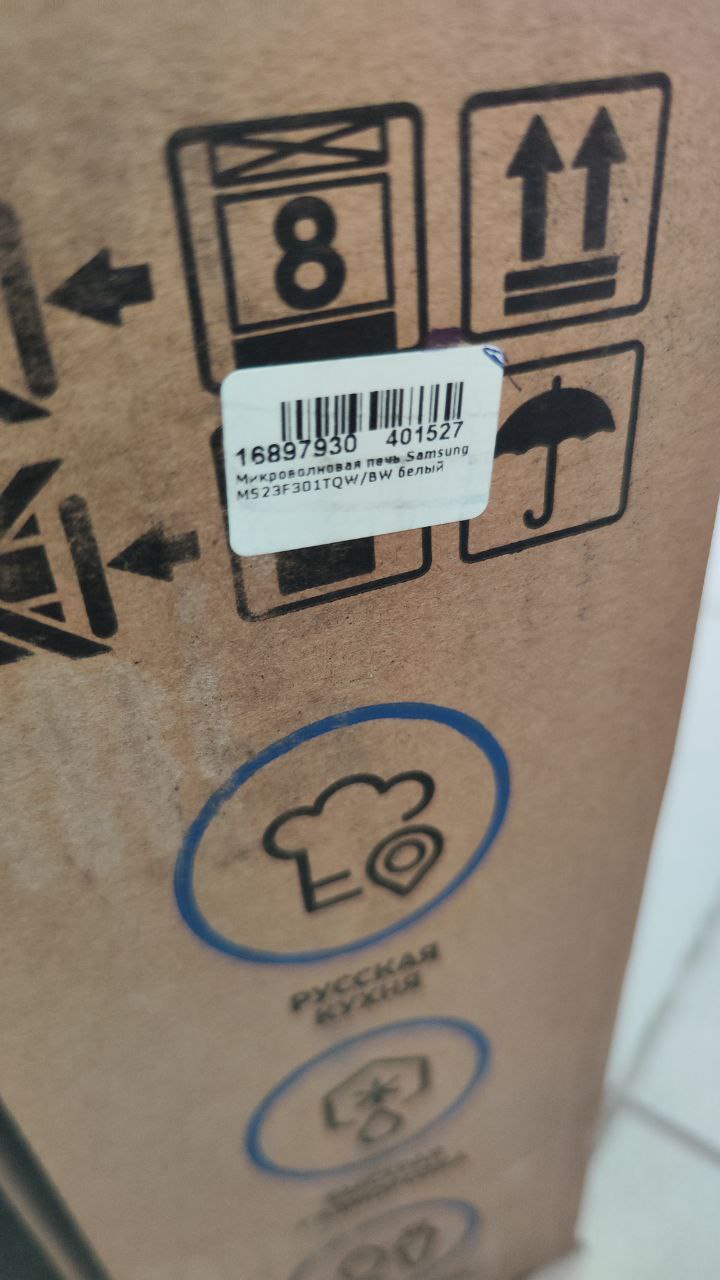 8
16897930 401527
Микроволновая печь Samsung
MS23F301TQW/BW белый
РУССКАЯ
КУХНЯ